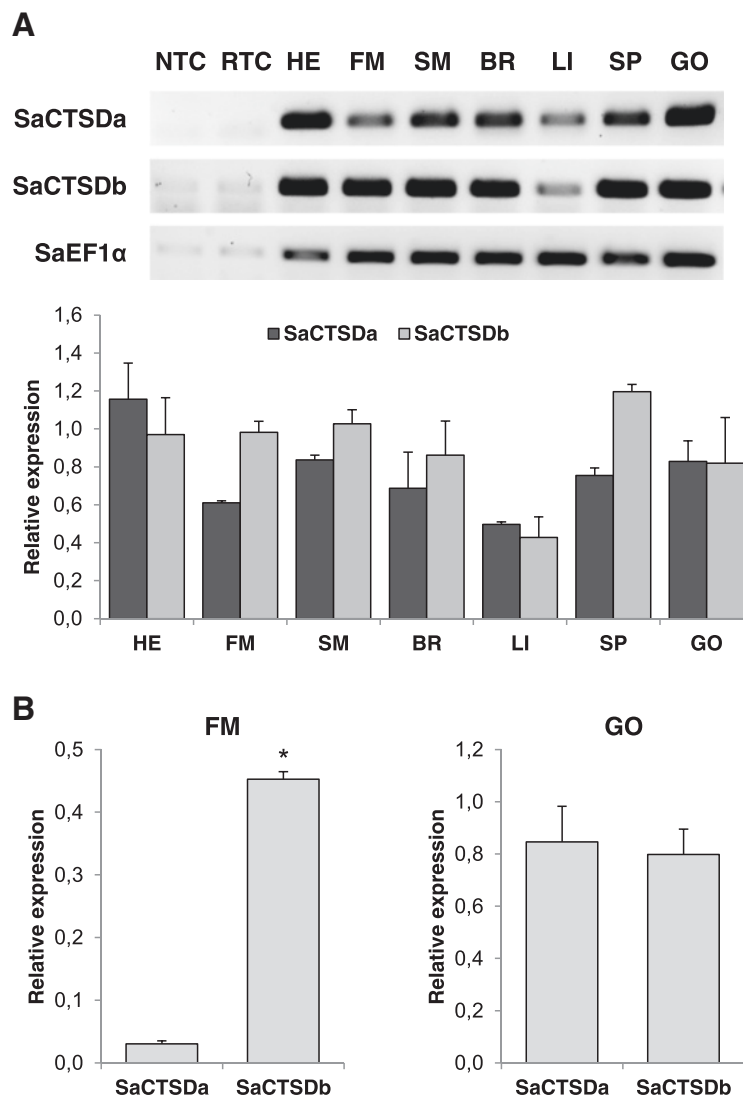 A
NTC RTC HE FM SM BR LI SP GO
SaCTSDa
SaCTSDb
SaEF1α
1,6
1,4
1,2
1,0
0,8
0,6
0,4
0,2
0,0
Relative expression
SaCTSDa SaCTSDb
HE FM SM BR LI SP GO
B
FM
0,5
0,4
0,3
0,2
0,1
0,0
Relative expression
*
SaCTSDa SaCTSDb
GO
1,2
1,0
0,8
0,6
0,4
0,2
0,0
Relative expression
SaCTSDa SaCTSDb